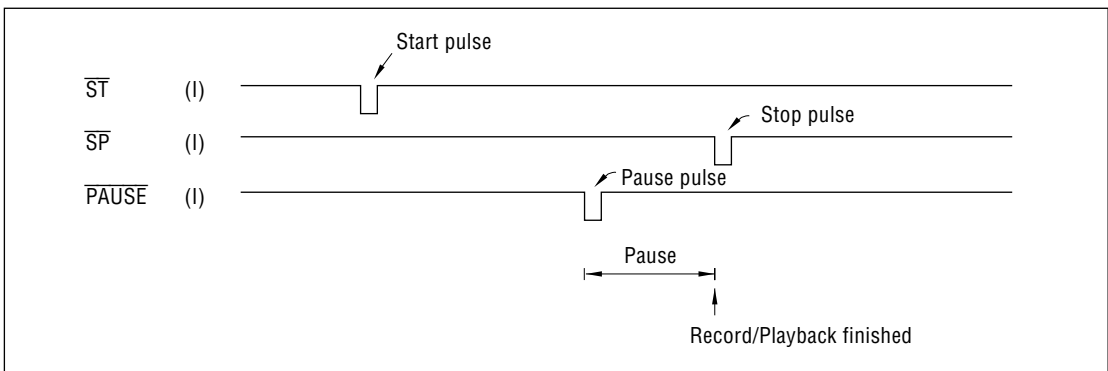 Start pulse
ST (I)
Stop pulse
SP (I)
Pause pulse
PAUSE (I)
Pause
Record/Playback finished